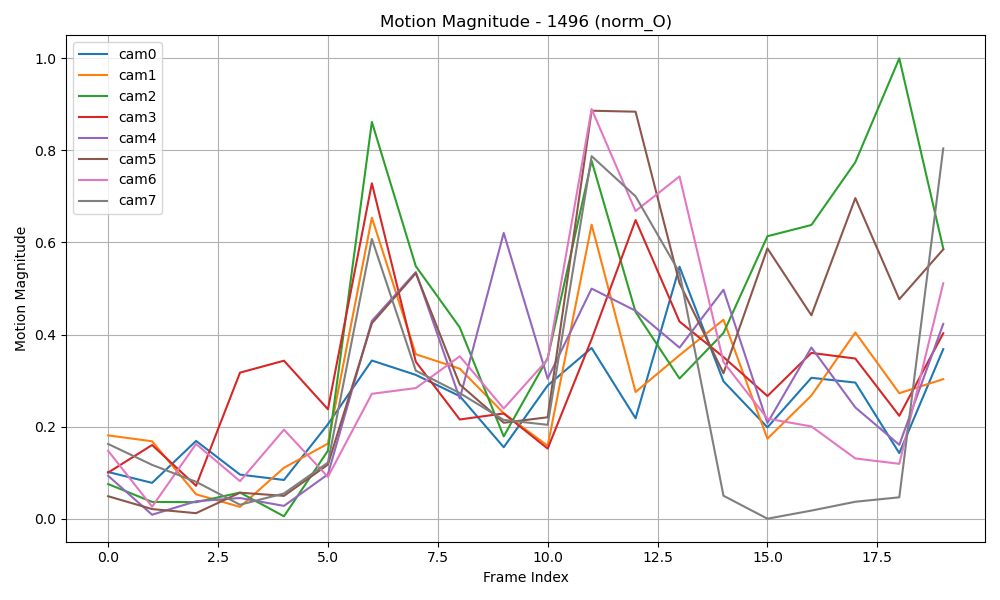 Motion Magnitude - 1496 (norm_O)
cam0
cam1
cam2
cam3
cam4
cam5
cam6
cam7
Motion Magnitude
1.0
0.8
0.6
0.4
0.2
0.0
0.0 2.5 5.0 7.5 10.0 12.5 15.0 17.5
Frame Index